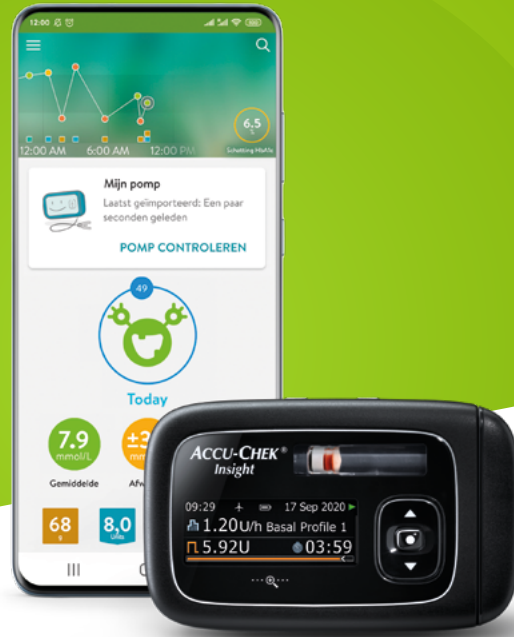 12:00
6.5
%
Schatting HbA1c
12:00 AM 6:00 AM 12:00 PM
Mijn pomp
Laatst geïmporteerd: Een paar
seconden geleden
POMP CONTROLEREN
49
Today
7.9
mmol/L
Gemiddelde
68
g
8,0
Units
ACCU-CHEK®
Insight
09:29 17 Sep 2020
1.20U/h Basal Profile 1
5.92U 03:59